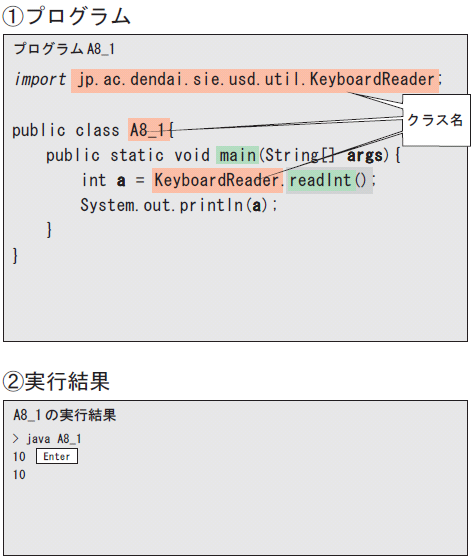 ①プログラム
プログラム A8_1
import jp.ac.dendai.sie.usd.util.KeyboardReader;
クラス名
public class A8_1{
public static void main(String[] args){
int a = KeyboardReader.readInt();
System.out.println(a);
}
}
②実行結果
A8_1 の実行結果
> java A8_1
10 Enter
10